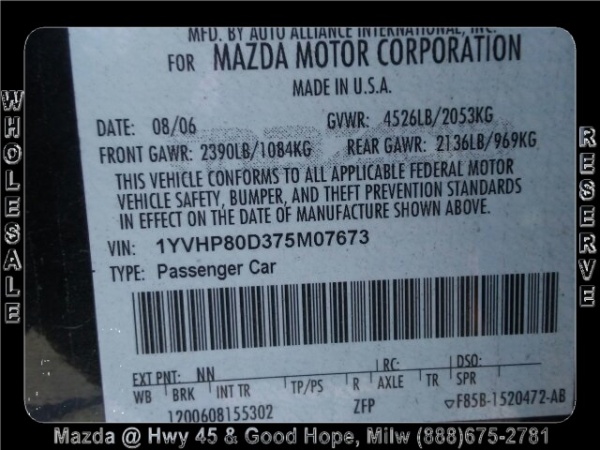 MFD. BY AUTO ALLIANCE INTERNATIONAL, INC.
FOR MAZDA MOTOR CORPORATION
MADE IN U.S.A.
DATE: 08/06 GVWR: 4526LB/2053KG
FRONT GAWR: 2390LB/1084KG REAR GAWR: 2136LB/969KG
THIS VEHICLE CONFORMS TO ALL APPLICABLE FEDERAL MOTOR
VEHICLE SAFETY, BUMPER, AND THEFT PREVENTION STANDARDS
IN EFFECT ON THE DATE OF MANUFACTURE SHOWN ABOVE.
VIN: 1YVHP80D375M07673
TYPE: Passenger Car
EXT PNT: NN RC: DSO:
WB BRK INT TR TP/PS R AXLE TR SPR
1200608155302 ZFP F85B-1520472-AB
WHOLESALE
RESERVE
Mazda @ Hwy 45 & Good Hope, Milw (888)675-2781